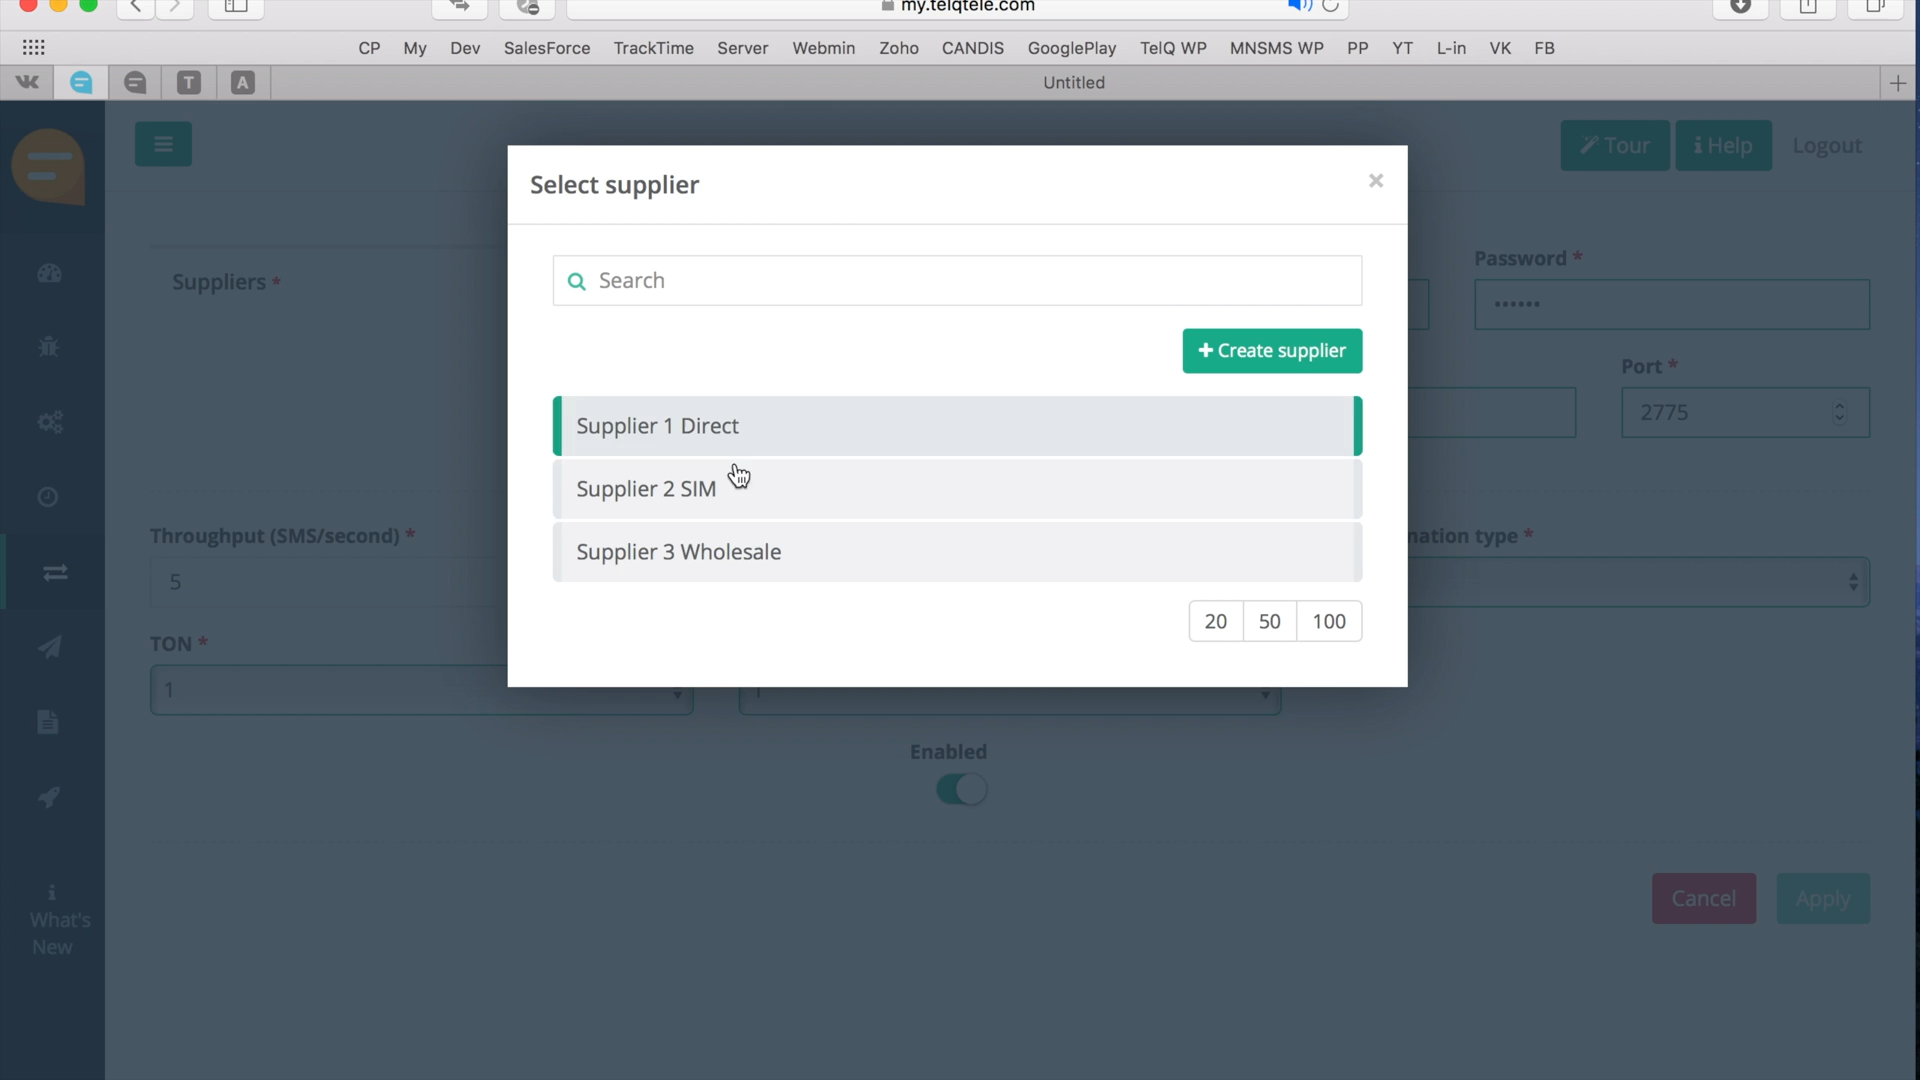 my.telqtele.com
CP My Dev SalesForce TrackTime Server Webmin Zoho CANDIS GooglePlay TelQ WP MNSMS WP PP YT L-in VK FB
T A Untitled
Tour
Help
Logout
Select supplier
×
Search
Create supplier
Supplier 1 Direct
Supplier 2 SIM
Supplier 3 Wholesale
20 50 100
Suppliers *
Password *
••••••
Port *
2775
Throughput (SMS/second) *
5
nation type *
TON *
1
Enabled
What's
New
Cancel
Apply